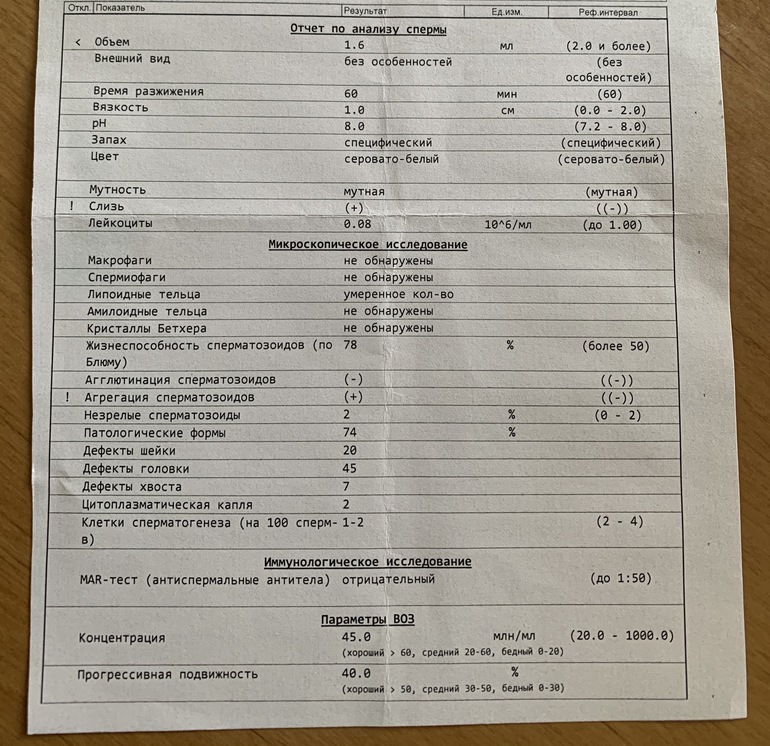 Откл. Показатель Результат Ед.изм. Реф.интервал
Отчет по анализу спермы
< Объем 1.6 мл (2.0 и более)
Внешний вид без особенностей (без
особенностей)
Время разжижения 60 мин (60)
Вязкость 1.0 см (0.0 - 2.0)
pH 8.0 (7.2 - 8.0)
Запах специфический (специфический)
Цвет серовато-белый (серовато-белый)
Мутность мутная (мутная)
! Слизь (+) ((-))
Лейкоциты 0.08 10^6/мл (до 1.00)
Микроскопическое исследование
Макрофаги не обнаружены
Спермиофаги не обнаружены
Липоидные тельца умеренное кол-во
Амилоидные тельца не обнаружены
Кристаллы Бетхера не обнаружены
Жизнеспособность сперматозоидов (по 78 % (более 50)
Блюму)
Агглютинация сперматозоидов (-) ((-))
! Агрегация сперматозоидов (+) ((-))
Незрелые сперматозоиды 2 % (0 - 2)
Патологические формы 74 %
Дефекты шейки 20
Дефекты головки 45
Дефекты хвоста 7
Цитоплазматическая капля 2
Клетки сперматогенеза (на 100 сперм- 1-2 (2 - 4)
в)
Иммунологическое исследование
MAR-тест (антиспермальные антитела) отрицательный (до 1:50)
Параметры ВОЗ
Концентрация 45.0 млн/мл (20.0 - 1000.0)
(хороший > 60, средний 20-60, бедный 0-20)
Прогрессивная подвижность 40.0 %
(хороший > 50, средний 30-50, бедный 0-30)